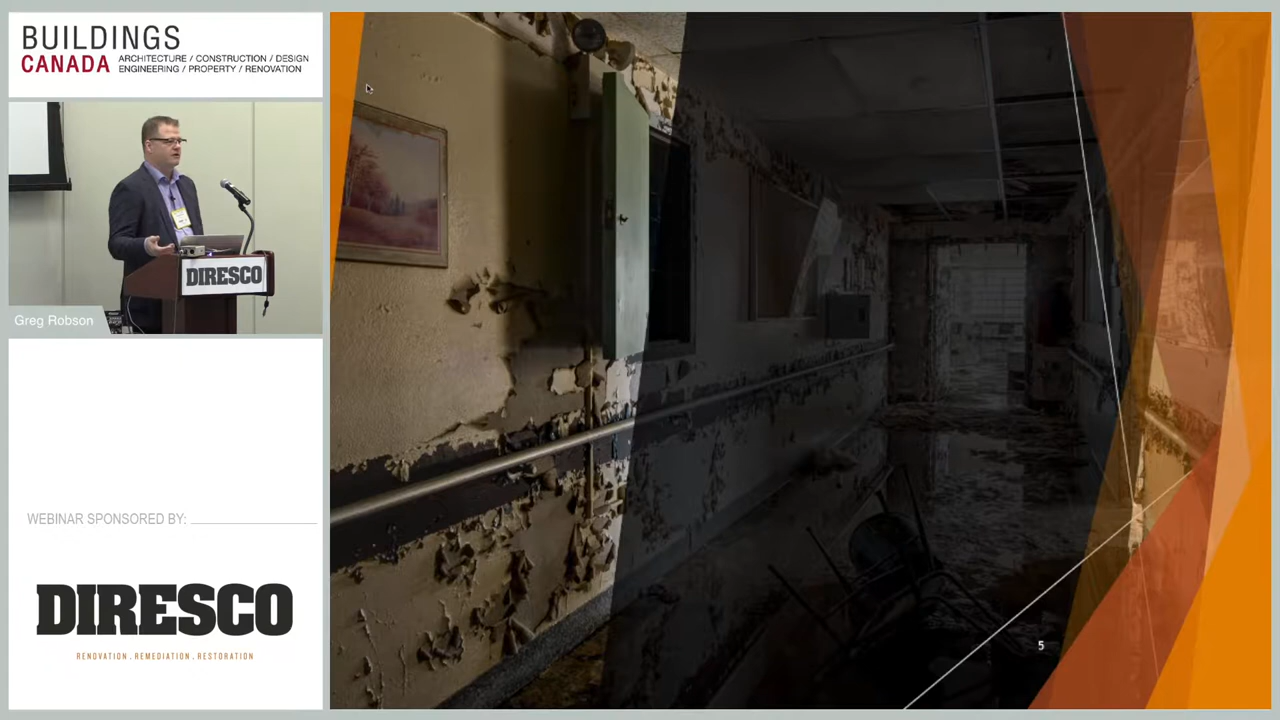 BUILDINGS
CANADA
ARCHITECTURE / CONSTRUCTION / DESIGN
ENGINEERING / PROPERTY / RENOVATION
DIRESCO
Greg Robson
WEBINAR SPONSORED BY:
DIRESCO
RENOVATION . REMEDIATION . RESTORATION
5